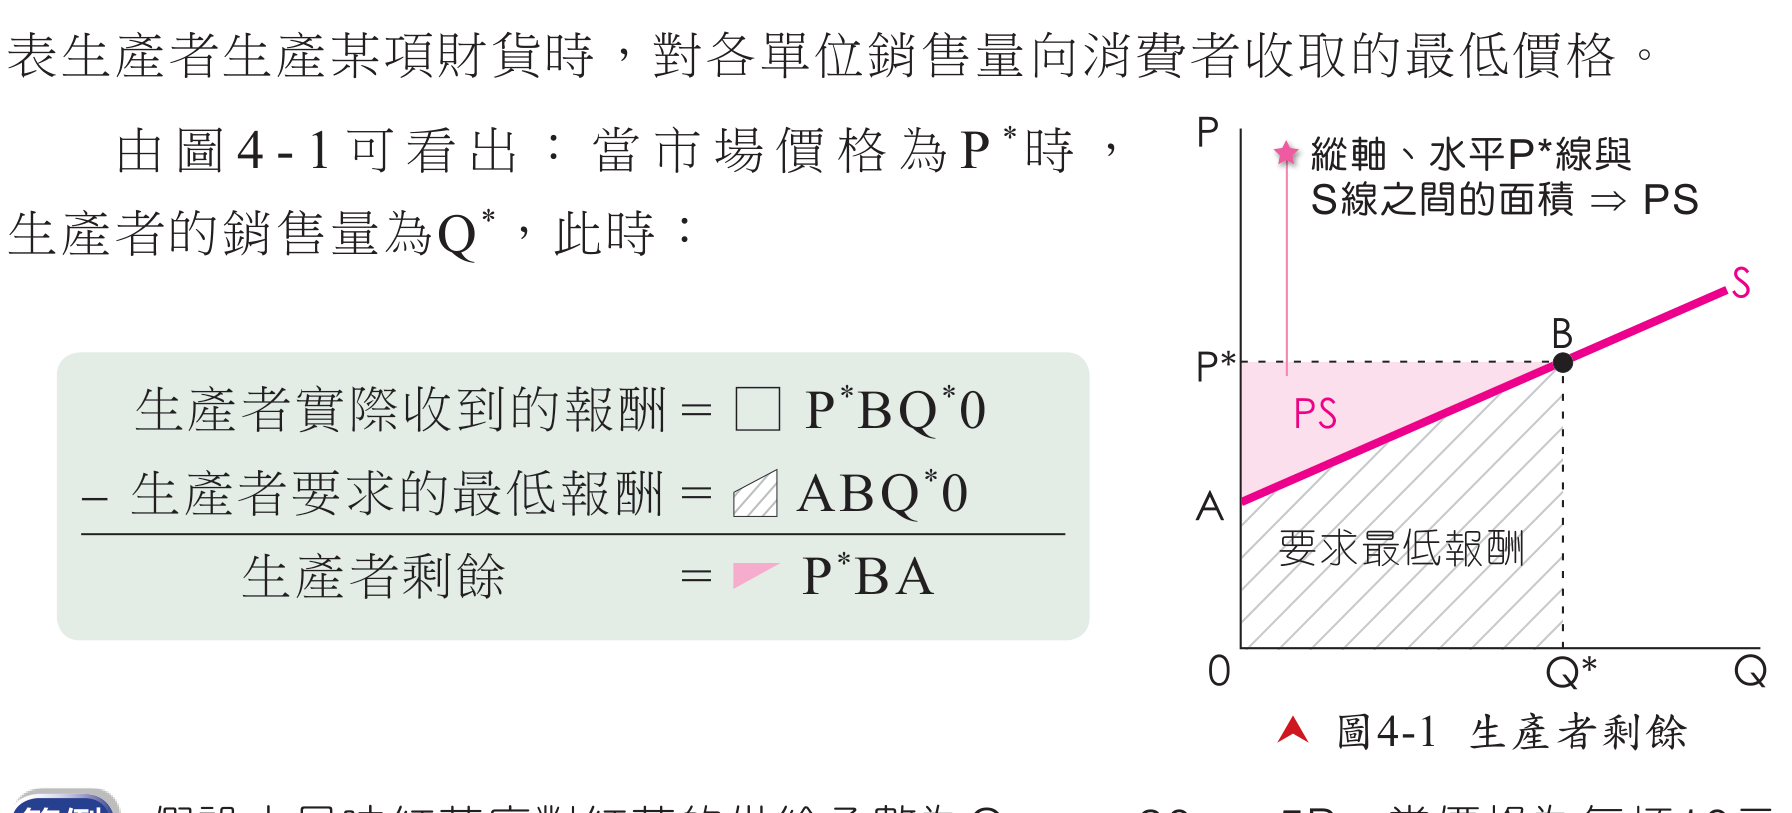 表生產者生產某項財貨時，對各單位銷售量向消費者收取的最低價格。
由圖4-1可看出：當市場價格為P*時，
生產者的銷售量為Q*，此時：
生產者實際收到的報酬＝□ P*BQ*0
－生產者要求的最低報酬＝ ABQ*0
生產者剩餘 ＝ P*BA
P
★ 縱軸、水平P*線與
S線之間的面積 ⇒ PS
S
B
P*
PS
A
要求最低報酬
0 Q* Q
圖4-1 生產者剩餘